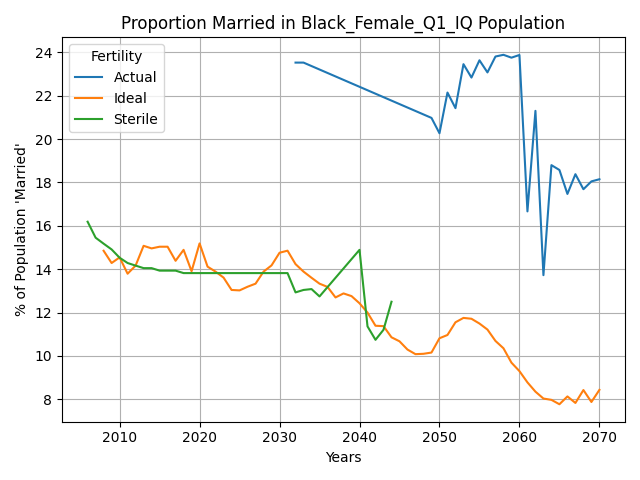 Proportion Married in Black_Female_Q1_IQ Population
Fertility
Actual
Ideal
Sterile
% of Population 'Married'
24
22
20
18
16
14
12
10
8
2010 2020 2030 2040 2050 2060 2070
Years